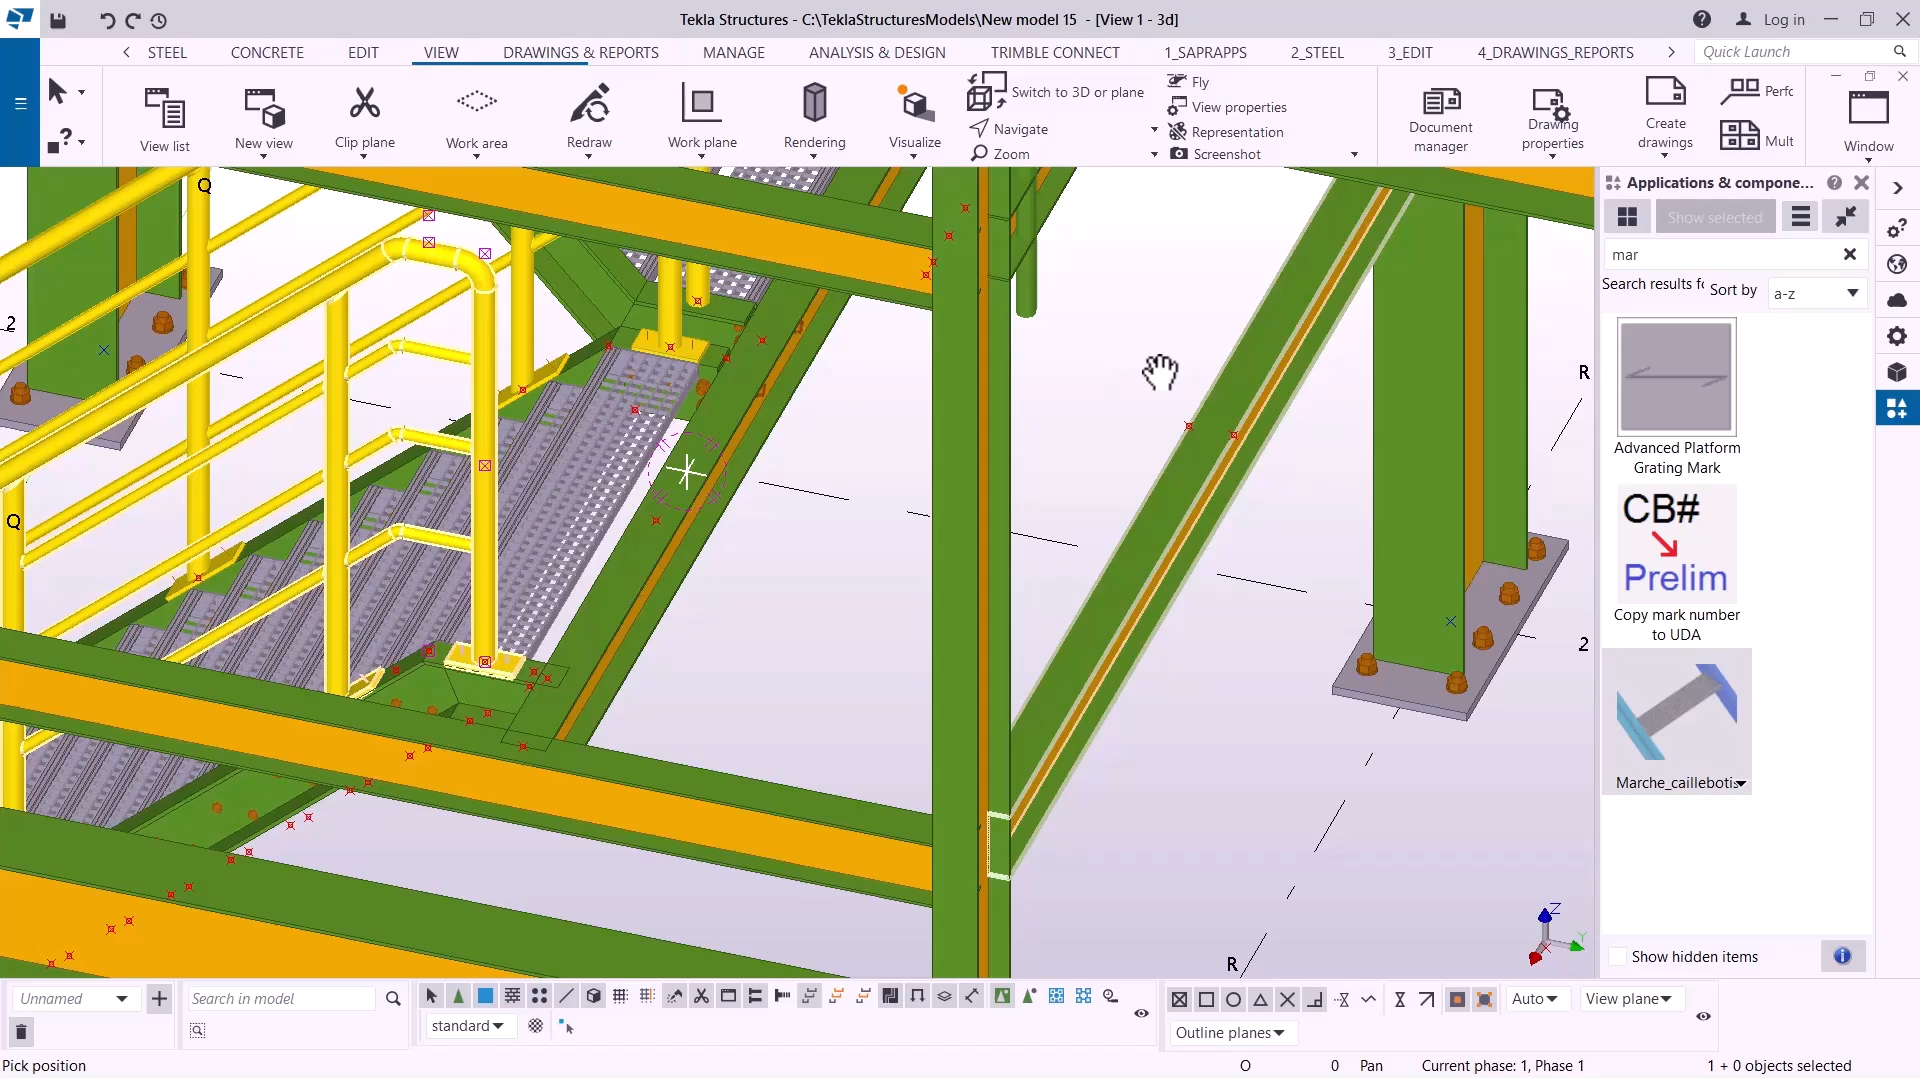 Tekla Structures - C:\TeklaStructuresModels\New model 15  - [View 1 - 3d]
Log in
STEEL
CONCRETE
EDIT
VIEW
DRAWINGS & REPORTS
MANAGE
ANALYSIS & DESIGN
TRIMBLE CONNECT
1_SAPRAPPS
2_STEEL
3_EDIT
4_DRAWINGS_REPORTS
Quick Launch
View list
New view
Clip plane
Work area
Redraw
Work plane
Rendering
Visualize
Switch to 3D or plane
Navigate
Zoom
Fly
View properties
Representation
Screenshot
Document manager
Drawing properties
Create drawings
Perfc
Mult
Window
Applications & compone...
Show selected
mar
Search results fo
Sort by
a-z
Advanced Platform
Grating Mark
CB#
Prelim
Copy mark number
to UDA
Marche_caillebotis
Show hidden items
Q
2
Q
R
2
R
Z
Y
X
Unnamed
Search in model
standard
Auto
View plane
Outline planes
Pick position
O
0
Pan
Current phase: 1, Phase 1
1 + 0 objects selected